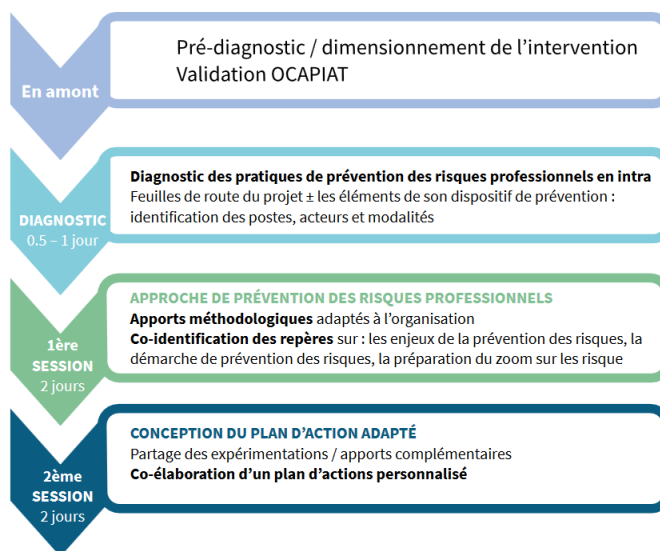 En amont
Pré-diagnostic / dimensionnement de l'intervention
Validation OCAPIAT
DIAGNOSTIC
0.5 – 1 jour
Diagnostic des pratiques de prévention des risques professionnels en intra
Feuilles de route du projet ± les éléments de son dispositif de prévention :
identification des postes, acteurs et modalités
1ère
SESSION
2 jours
APPROCHE DE PRÉVENTION DES RISQUES PROFESSIONNELS
Apports méthodologiques adaptés à l'organisation
Co-identification des repères sur : les enjeux de la prévention des risques, la
démarche de prévention des risques, la préparation du zoom sur les risque
2ème
SESSION
2 jours
CONCEPTION DU PLAN D'ACTION ADAPTÉ
Partage des expérimentations / apports complémentaires
Co-élaboration d'un plan d'actions personnalisé